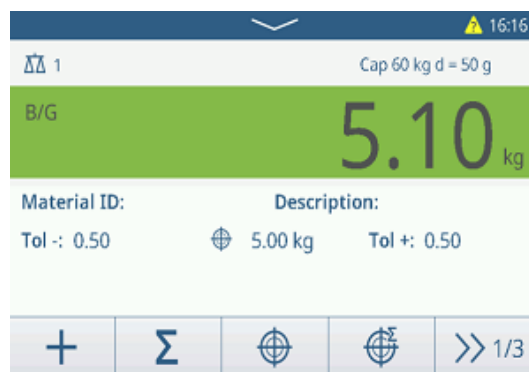 16:16
1 Cap 60 kg d = 50 g
B/G 5.10 kg
Material ID: Description:
Tol -: 0.50 5.00 kg Tol +: 0.50
+ Σ Σ >> 1/3